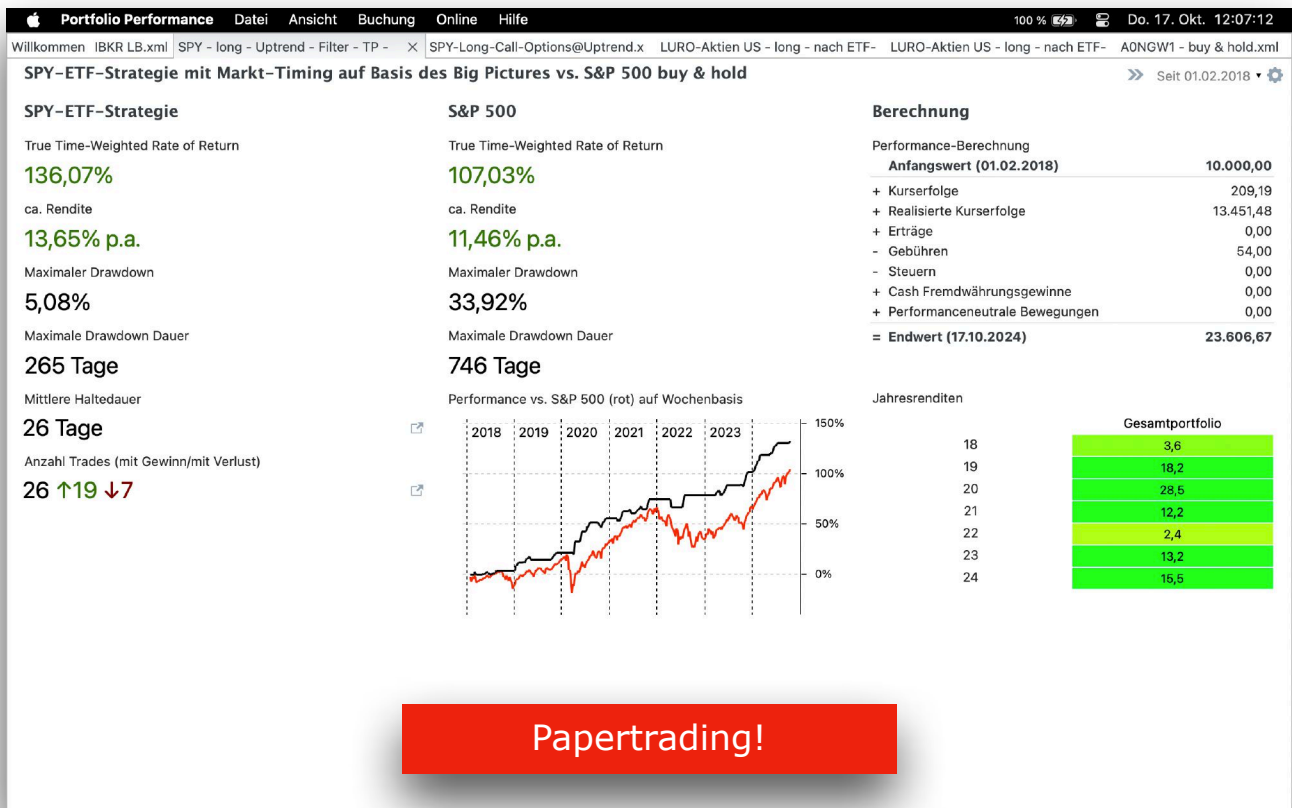 Portfolio Performance Datei Ansicht Buchung Online Hilfe 100 % Do. 17. Okt. 12:07:12
Willkommen IBKR LB.xml SPY - long - Uptrend - Filter - TP - SPY-Long-Call-Options@Uptrend.x LURO-Aktien US - long - nach ETF- LURO-Aktien US - long - nach ETF- A0NGW1 - buy & hold.xml
SPY-ETF-Strategie mit Markt-Timing auf Basis des Big Pictures vs. S&P 500 buy & hold
Seit 01.02.2018
SPY-ETF-Strategie
True Time-Weighted Rate of Return
136,07%
ca. Rendite
13,65% p.a.
Maximaler Drawdown
5,08%
Maximale Drawdown Dauer
265 Tage
Mittlere Haltedauer
26 Tage
Anzahl Trades (mit Gewinn/mit Verlust)
26 ↑19 ↓7
S&P 500
True Time-Weighted Rate of Return
107,03%
ca. Rendite
11,46% p.a.
Maximaler Drawdown
33,92%
Maximale Drawdown Dauer
746 Tage
Performance vs. S&P 500 (rot) auf Wochenbasis
2018 2019 2020 2021 2022 2023
150%
100%
50%
0%
Berechnung
Performance-Berechnung
Anfangswert (01.02.2018) 10.000,00
+ Kurserfolge 209,19
+ Realisierte Kurserfolge 13.451,48
+ Erträge 0,00
- Gebühren 54,00
- Steuern 0,00
+ Cash Fremdwährungsgewinne 0,00
+ Performanceneutrale Bewegungen 0,00
= Endwert (17.10.2024) 23.606,67
Jahresrenditen
Gesamtportfolio
18 3,6
19 18,2
20 28,5
21 12,2
22 2,4
23 13,2
24 15,5
Papertrading!